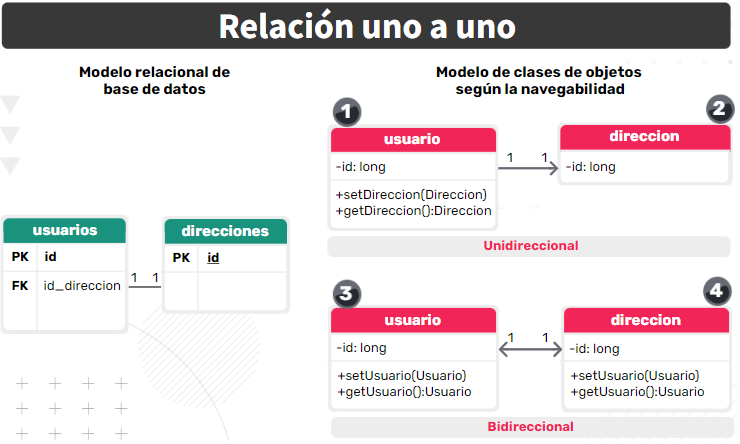 Relación uno a uno
Modelo relacional de
base de datos
Modelo de clases de objetos
según la navegabilidad
1
2
usuario
direccion
-id: long
1 1
-id: long
+setDireccion(Direccion)
+getDireccion():Direccion
Unidireccional
usuarios
direcciones
PK id
PK id
FK id_direccion
1 1
3
4
usuario
direccion
-id: long
1 1
-id: long
+setUsuario(Usuario)
+getUsuario():Usuario
+setUsuario(Usuario)
+getUsuario():Usuario
Bidireccional